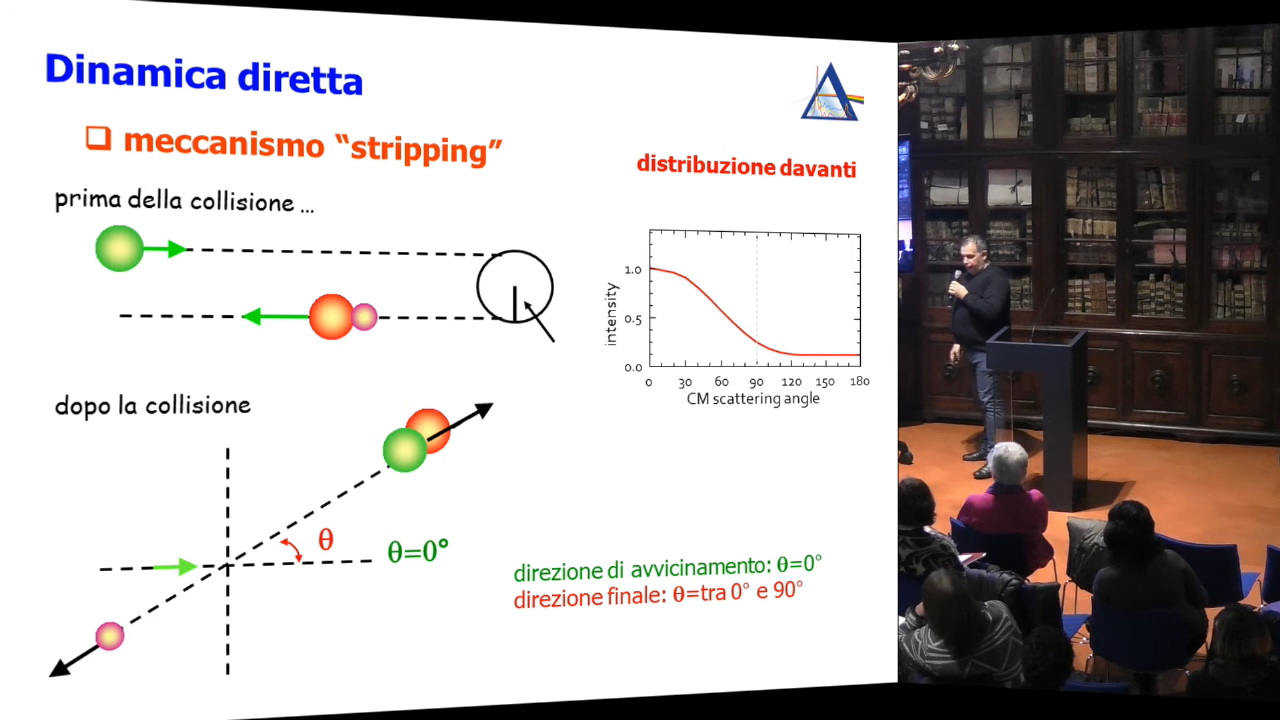 Dinamica diretta
❑ meccanismo “stripping”
prima della collisione ...
distribuzione davanti
intensity
1.0
0.5
0.0
0 30 60 90 120 150 180
CM scattering angle
dopo la collisione
θ
θ=0°
direzione di avvicinamento: θ=0°
direzione finale: θ=tra 0° e 90°